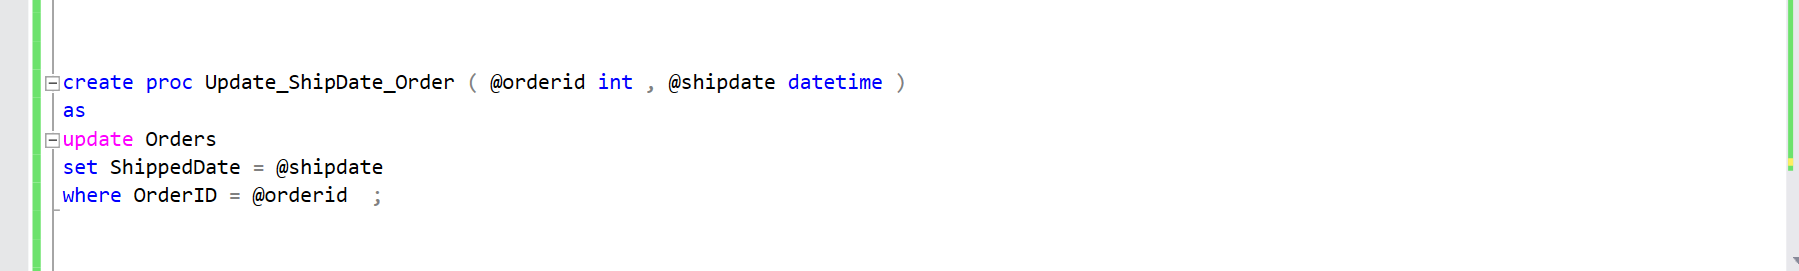 create proc Update_ShipDate_Order ( @orderid int , @shipdate datetime )
as
update Orders
set ShippedDate = @shipdate
where OrderID = @orderid  ;